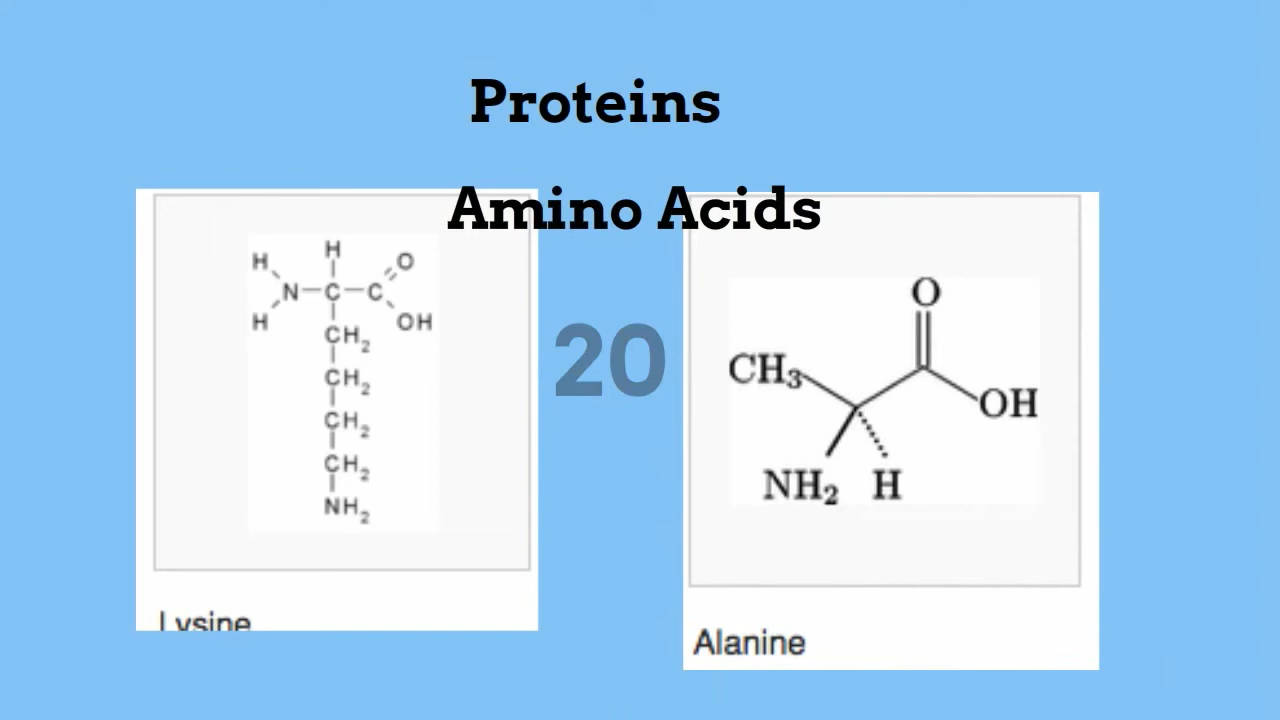 Proteins
Amino Acids
20
H
H
O
N
C
C
H
OH
CH2
CH2
CH2
CH2
NH2
Lysine
O
CH3
OH
NH2 H
Alanine